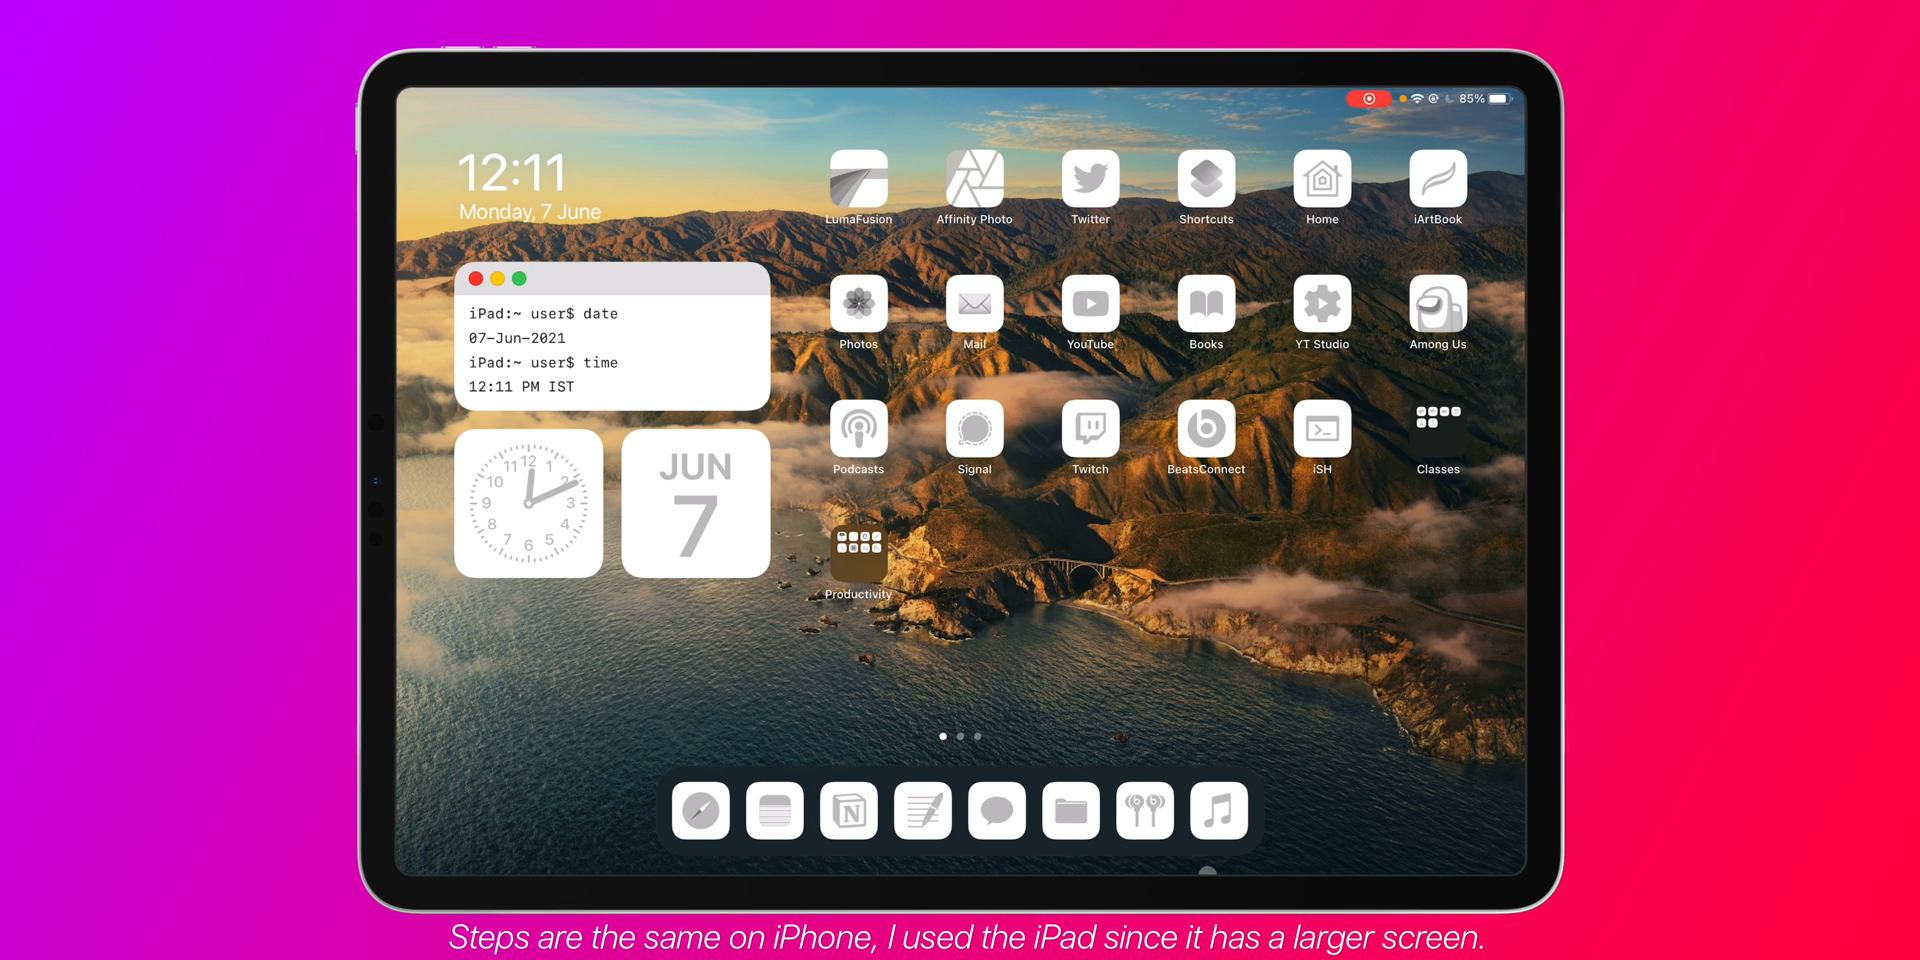 85%
12:11
Monday, 7 June
LumaFusion
Affinity Photo
Twitter
Shortcuts
Home
iArtBook
iPad:~ user$ date
07-Jun-2021
iPad:~ user$ time
12:11 PM IST
Photos
Mail
YouTube
Books
YT Studio
Among Us
Podcasts
Signal
Twitch
BeatsConnect
iSH
Classes
12
1
2
3
4
5
6
7
8
9
10
11
JUN
7
Productivity
N
Steps are the same on iPhone, I used the iPad since it has a larger screen.